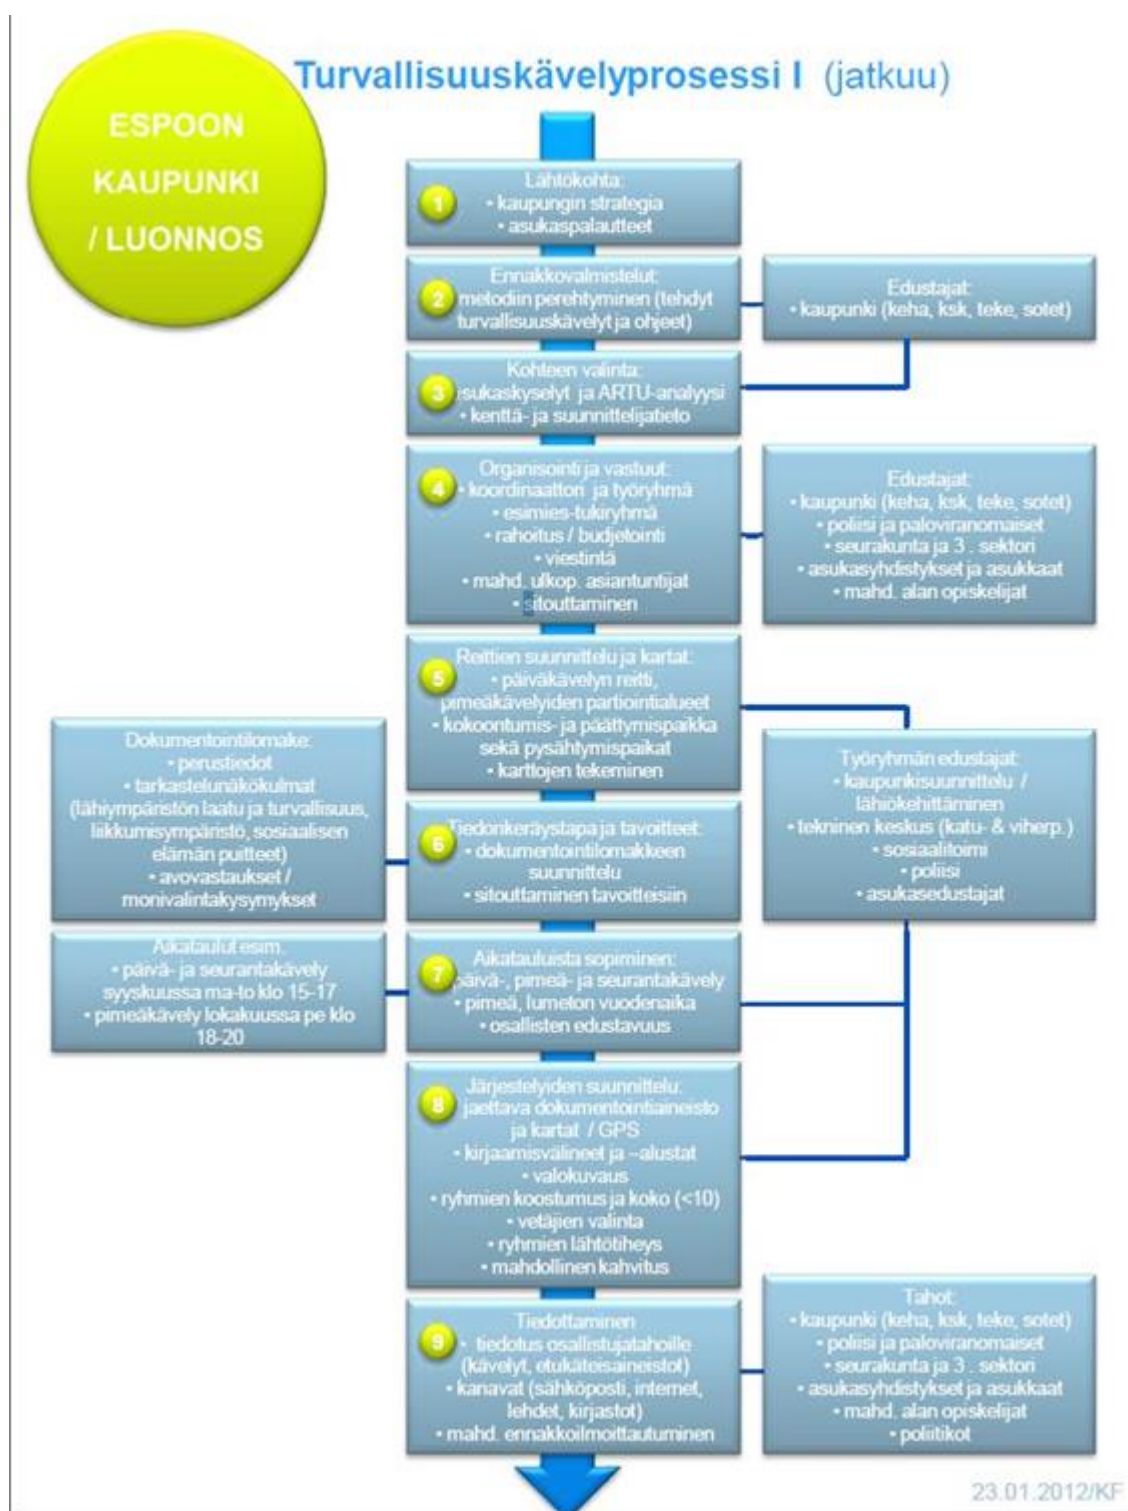 ESPOON
KAUPUNKI
/ LUONNOS
Turvallisuuskävelyprosessi I (jatkuu)
1
Lähtökohta:
• kaupungin strategia
• asukaspalautteet
2
Ennakkovalmistelut:
metodiin perehtyminen (tehdyt
turvallisuuskävelyt ja ohjeet)
Edustajat:
• kaupunki (keha, ksk, teke, sotet)
3
Kohteen valinta:
sukaskyselyt ja ARTU-analyysi
• kenttä- ja suunnittelijatieto
4
Organisointi ja vastuut:
• koordinaattori ja työryhmä
• esimies-tukiryhmä
• rahoitus / budjetointi
• viestintä
• mahd. ulkop. asiantuntijat
• sitouttaminen
Edustajat:
• kaupunki (keha, ksk, teke, sotet)
• poliisi ja paloviranomaiset
• seurakunta ja 3 . sektori
• asukasyhdistykset ja asukkaat
• mahd. alan opiskelijat
5
Reittien suunnittelu ja kartat:
• päiväkävelyn reitti,
pimeäkävelyiden partiointialueet
• kokoontumis- ja päättymispaikka
sekä pysähtymispaikat
• karttojen tekeminen
Dokumentointilomake:
• perustiedot
• tarkastelunäkökulmat
(lähiympäristön laatu ja turvallisuus,
liikkumisympäristö, sosiaalisen
elämän puitteet)
• avovastaukset /
monivalintakysymykset
6
Tiedonkeräystapa ja tavoitteet:
• dokumentointilomakkeen
suunnittelu
• sitouttaminen tavoitteisiin
Työryhmän edustajat:
• kaupunkisuunnittelu /
lähiökehittäminen
• tekninen keskus (katu- & viherp.)
• sosiaalitoimi
• poliisi
• asukasedustajat
Aikataulut esim.
• päivä- ja seurantakävely
syyskuussa ma-to klo 15-17
• pimeäkävely lokakuussa pe klo
18-20
7
Aikatauluista sopiminen:
päivä-, pimeä- ja seurantakävely
• pimeä, lumeton vuodenaika
• osallisten edustavuus
8
Järjestelyiden suunnittelu:
jaettava dokumentointiaineisto
ja kartat / GPS
• kirjaamisvälineet ja –alustat
• valokuvaus
• ryhmien koostumus ja koko (<10)
• vetäjien valinta
• ryhmien lähtötiheys
• mahdollinen kahvitus
9
Tiedottaminen
• tiedotus osallistujatahoille
(kävelyt, etukäteisaineistot)
• kanavat (sähköposti, internet,
lehdet, kirjastot)
• mahd. ennakkoilmoittautuminen
Tahot:
• kaupunki (keha, ksk, teke, sotet)
• poliisi ja paloviranomaiset
• seurakunta ja 3 . sektori
• asukasyhdistykset ja asukkaat
• mahd. alan opiskelijat
• poliitikot
23.01.2012/KF